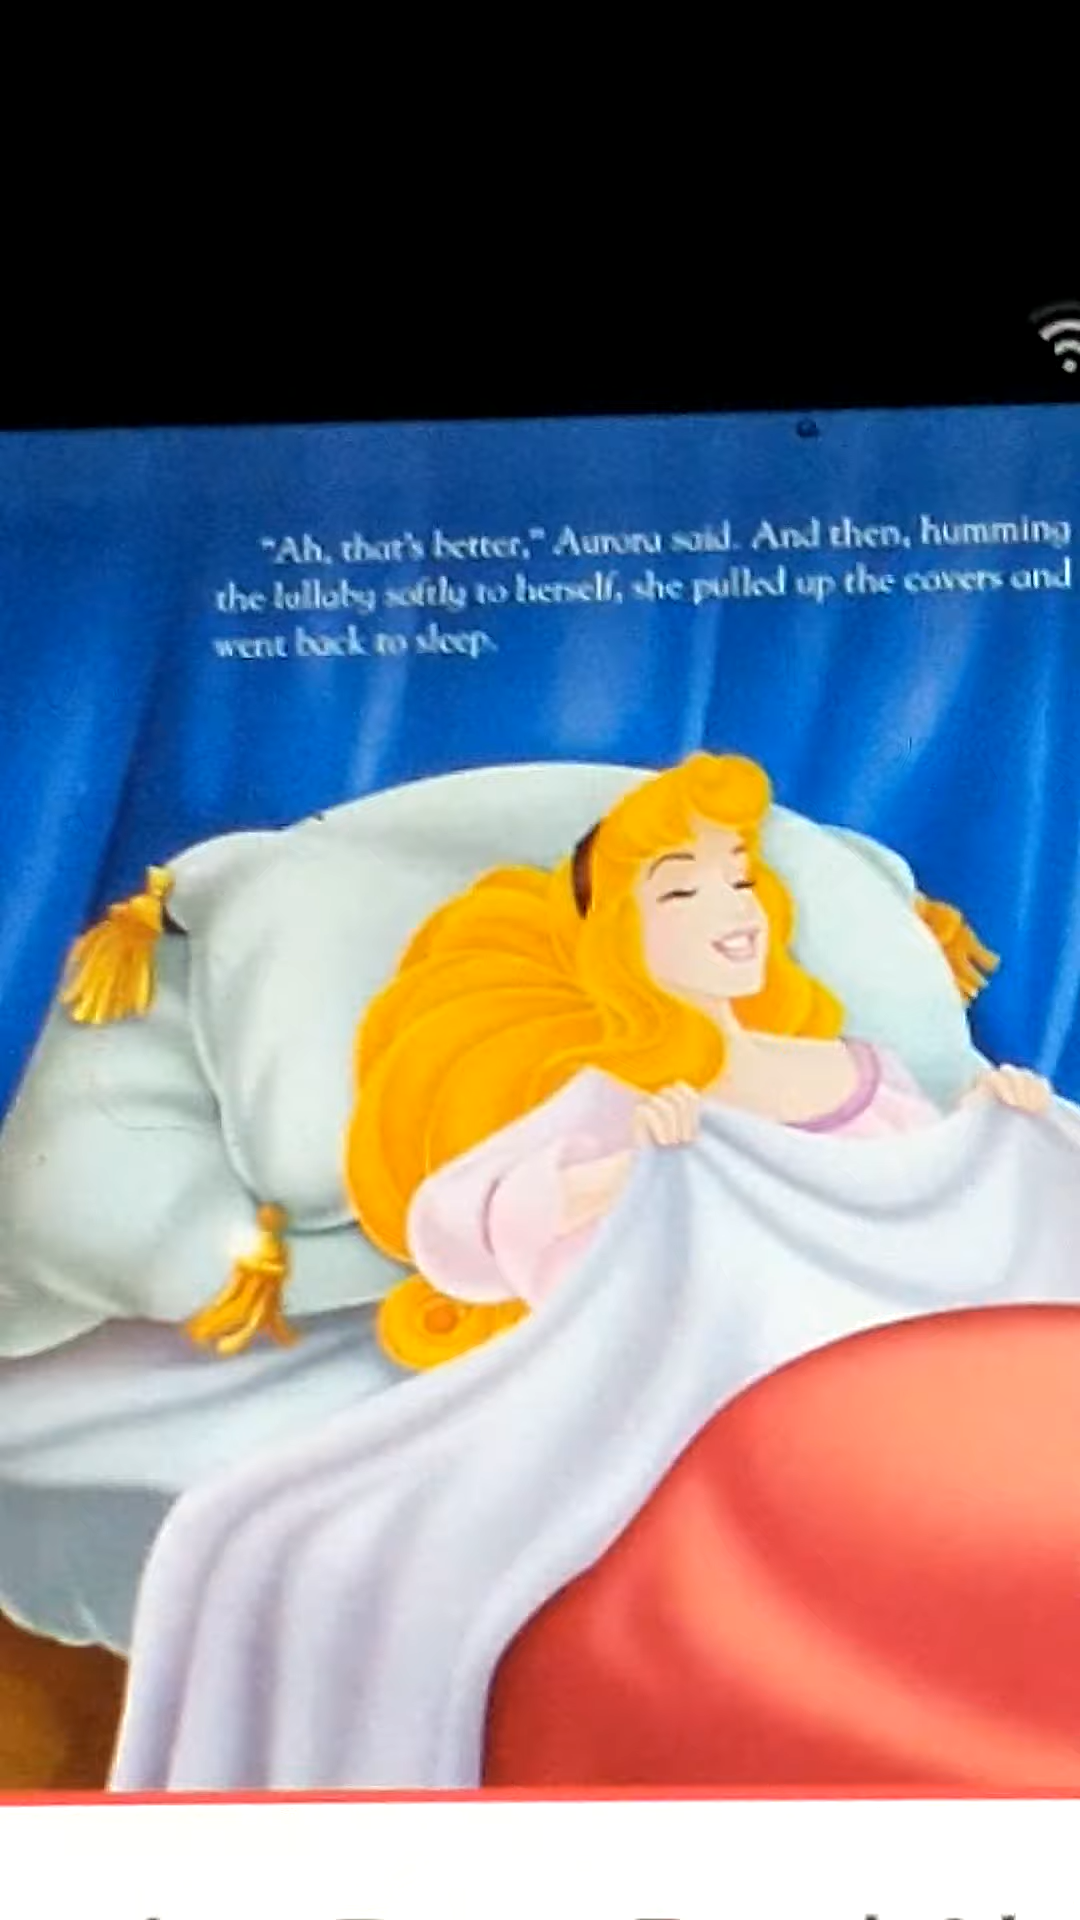 "Ah, that's better," Aurora said. And then, humming
the lullaby softly to herself, she pulled up the covers and
went back to sleep.